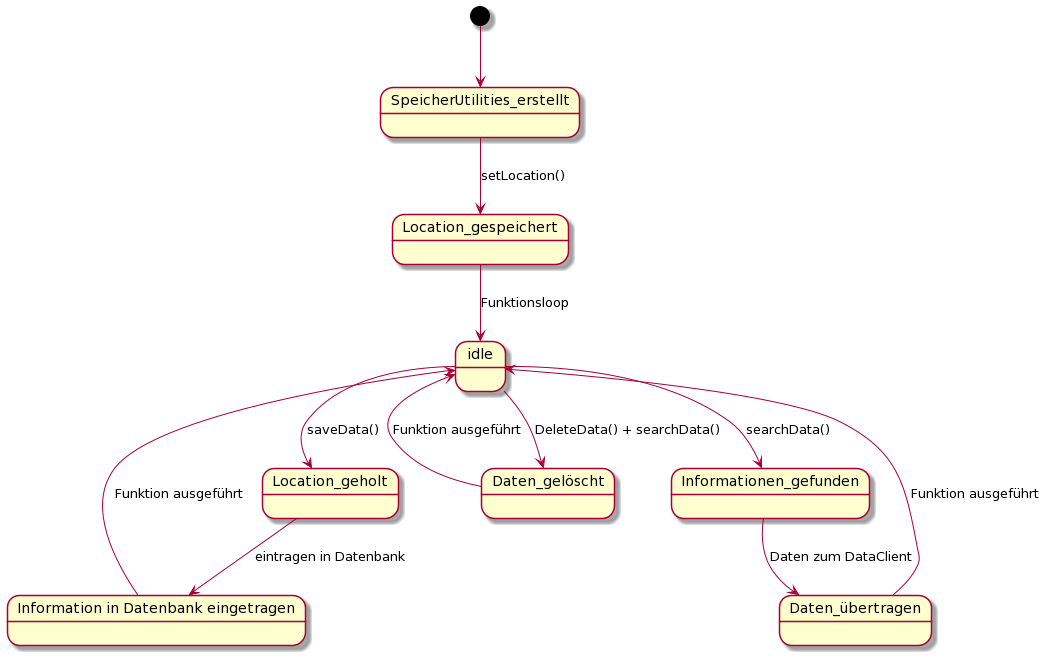 SpeicherUtilities_erstellt
setLocation()
Location_gespeichert
Funktionsloop
idle
saveData()
Funktion ausgeführt
DeleteData() + searchData()
searchData()
Location_geholt
Daten_gelöscht
Informationen_gefunden
Funktion ausgeführt
Funktion ausgeführt
eintragen in Datenbank
Daten zum DataClient
Information in Datenbank eingetragen
Daten_übertragen